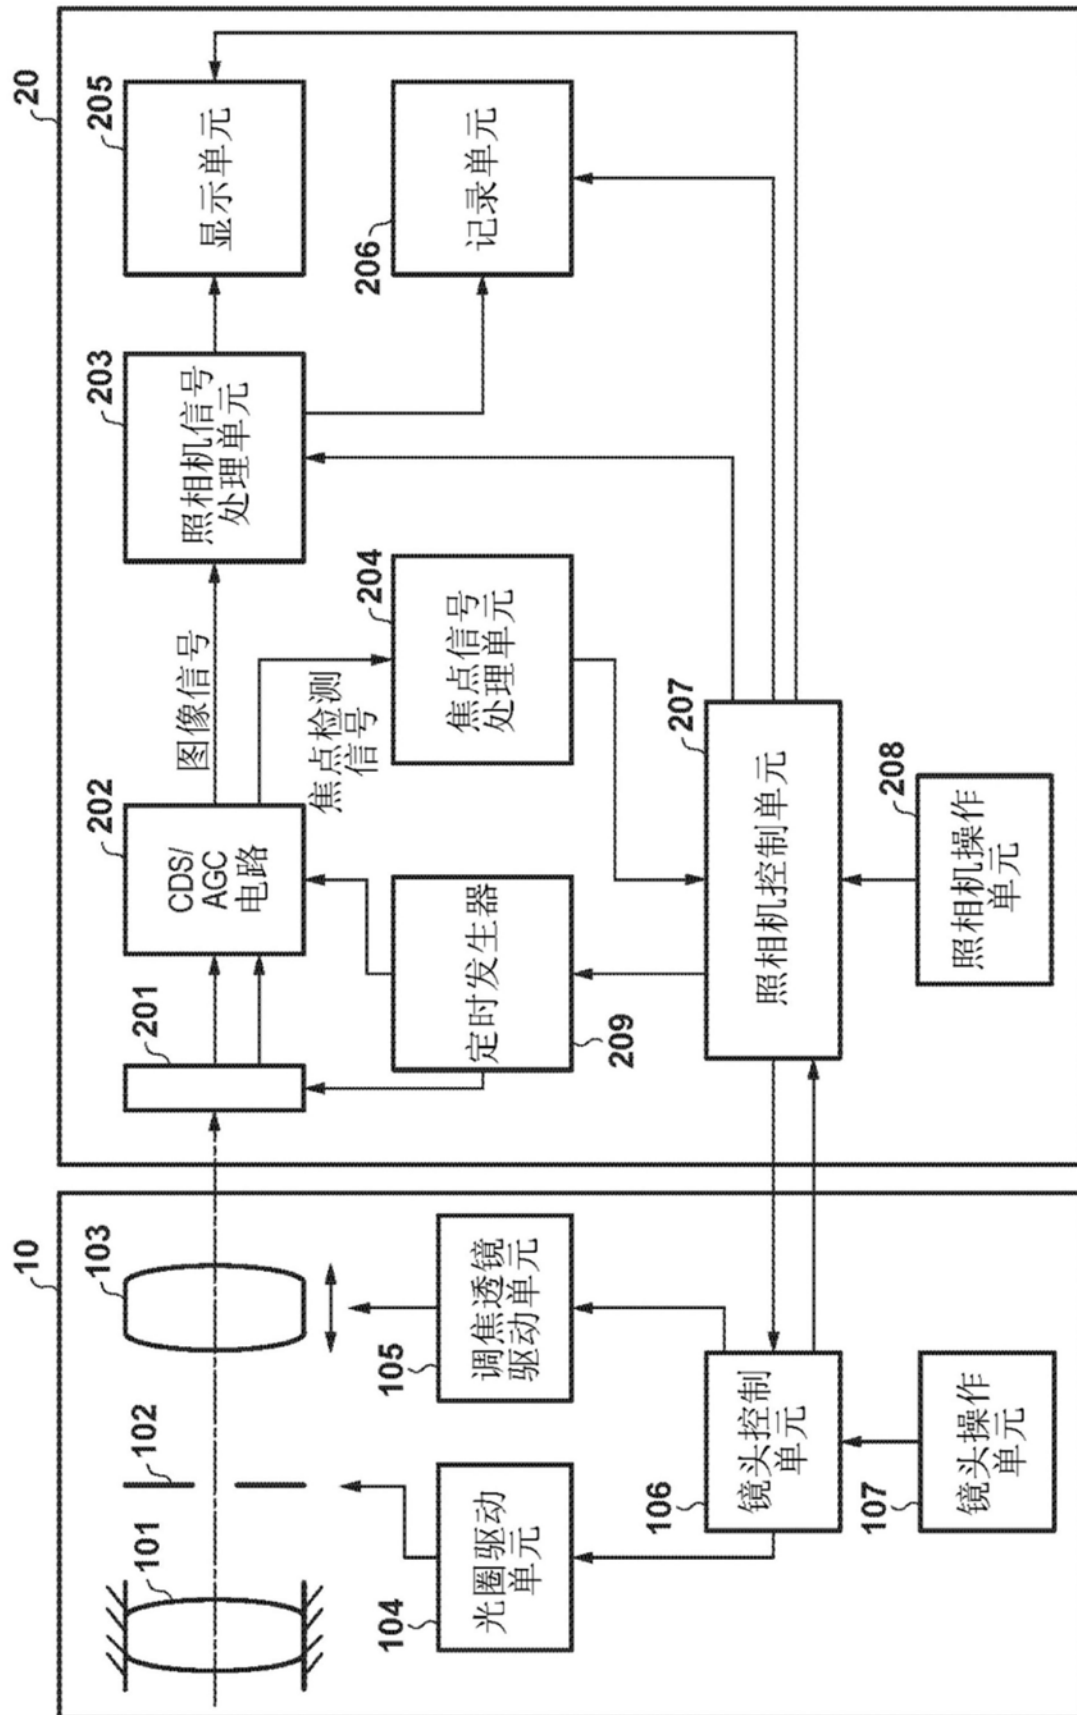 10
20
101
102
103
201
202
CDS/
AGC
电路
图像信号
焦点检测
信号
203
照相机信号
处理单元
205
显示单元
104
光圈驱动
单元
105
调焦透镜
驱动单元
定时发生器
209
204
焦点信号
处理单元
206
记录单元
106
镜头控制
单元
207
照相机控制单元
107
镜头操作
单元
208
照相机操作
单元